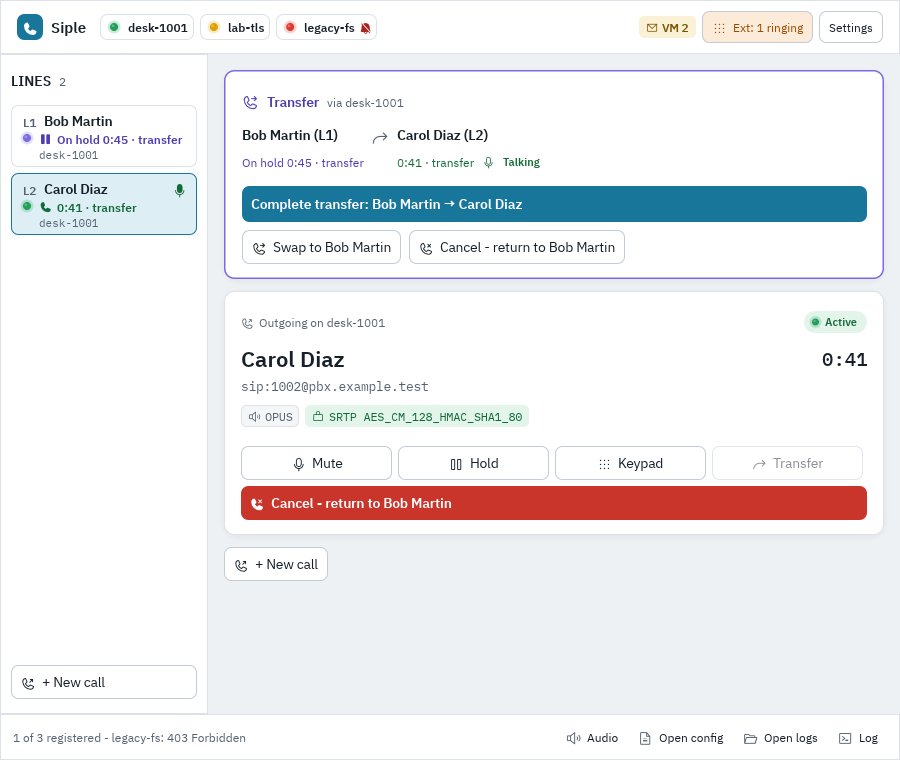 Siple
desk-1001
lab-tls
legacy-fs
VM 2
Ext: 1 ringing
Settings
LINES 2
L1 Bob Martin
On hold 0:45 · transfer
desk-1001
L2 Carol Diaz
0:41 · transfer
desk-1001
+ New call
Transfer via desk-1001
Bob Martin (L1)
Carol Diaz (L2)
On hold 0:45 · transfer
0:41 · transfer Talking
Complete transfer: Bob Martin → Carol Diaz
Swap to Bob Martin
Cancel - return to Bob Martin
Outgoing on desk-1001
Active
Carol Diaz
0:41
sip:1002@pbx.example.test
OPUS
SRTP AES_CM_128_HMAC_SHA1_80
Mute
Hold
Keypad
Transfer
Cancel - return to Bob Martin
+ New call
1 of 3 registered - legacy-fs: 403 Forbidden
Audio
Open config
Open logs
Log